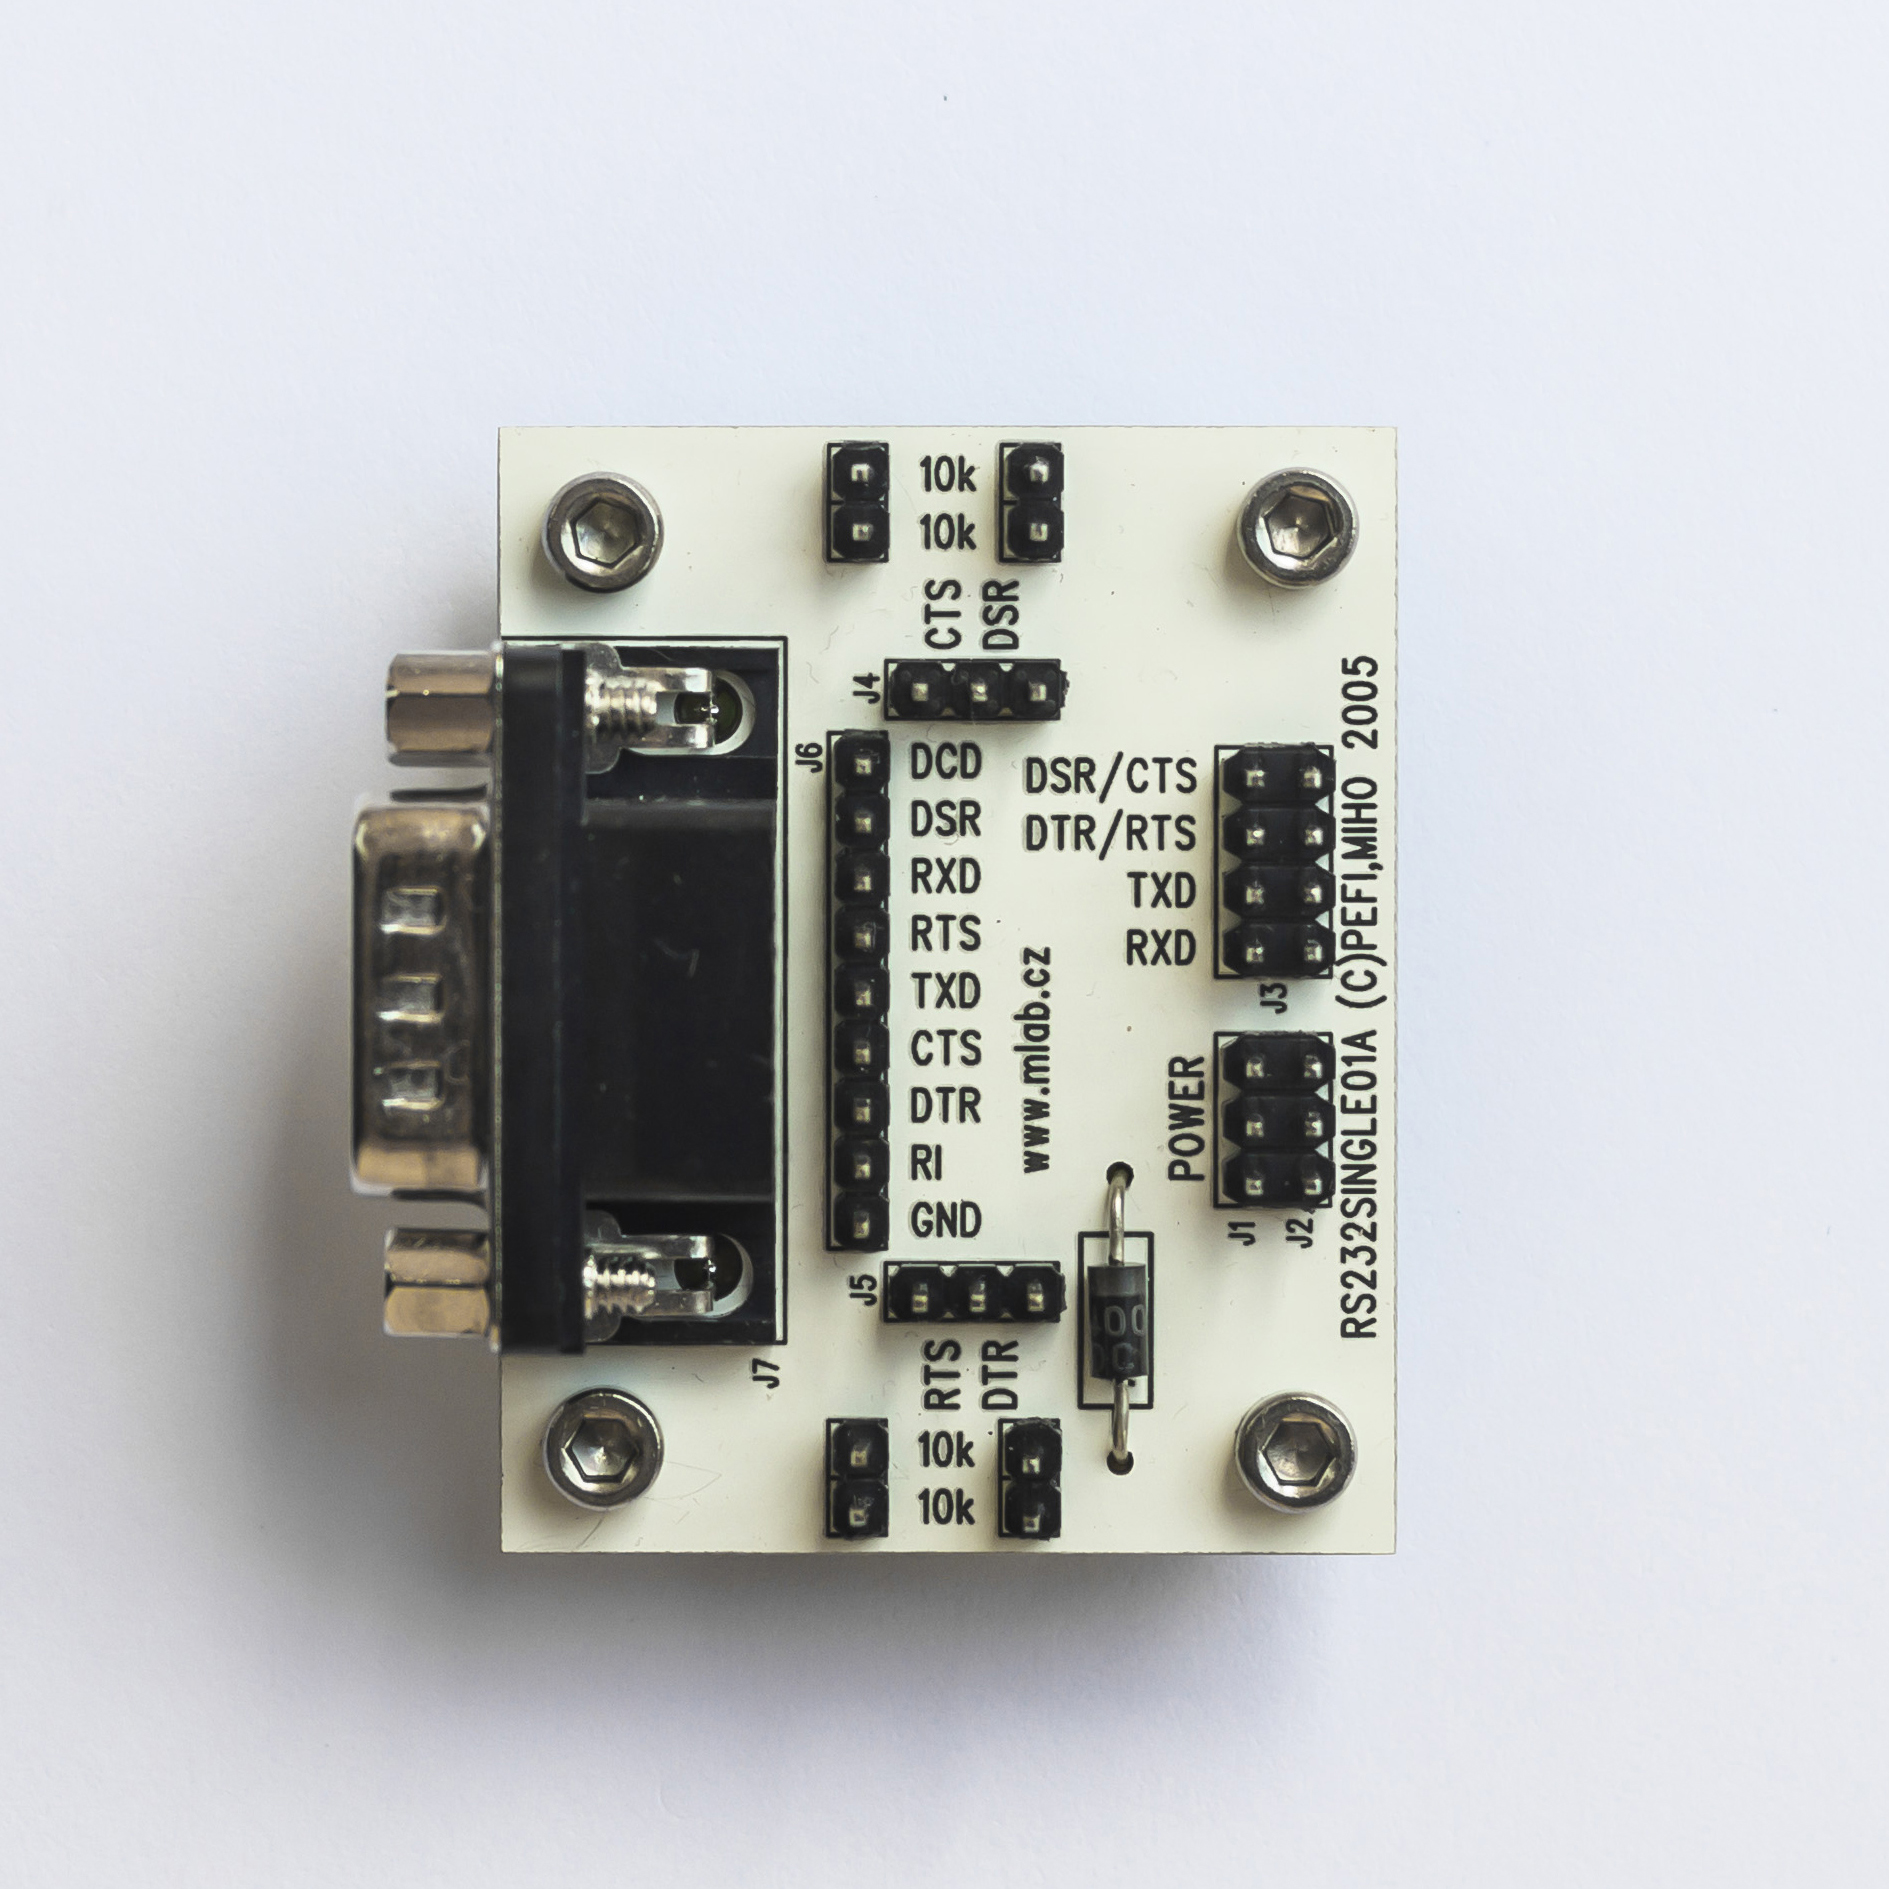 10k
10k
CTS
DSR
J4
J6
DCD
DSR
RXD
RTS
TXD
CTS
DTR
RI
GND
DSR/CTS
DTR/RTS
TXD
RXD
J3
www.mlab.cz
POWER
J1
J2
RS232SINGLE01A (C)PEFI,MIHO 2005
J5
J7
RTS
DTR
10k
10k